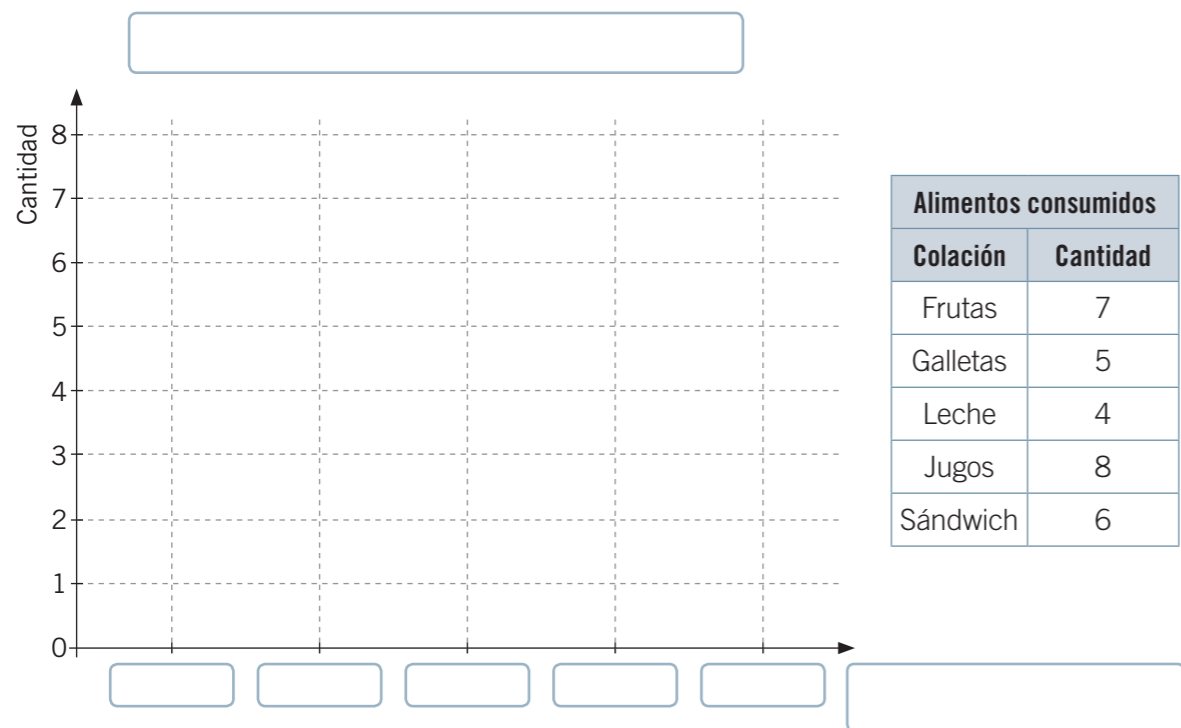 Cantidad
8
7
6
5
4
3
2
1
0
Alimentos consumidos
Colación Cantidad
Frutas 7
Galletas 5
Leche 4
Jugos 8
Sándwich 6